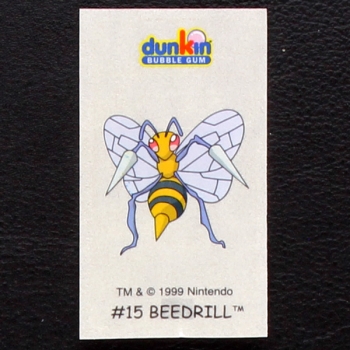 dunkin
BUBBLE GUM
TM & © 1999 Nintendo
#15 BEEDRILL™